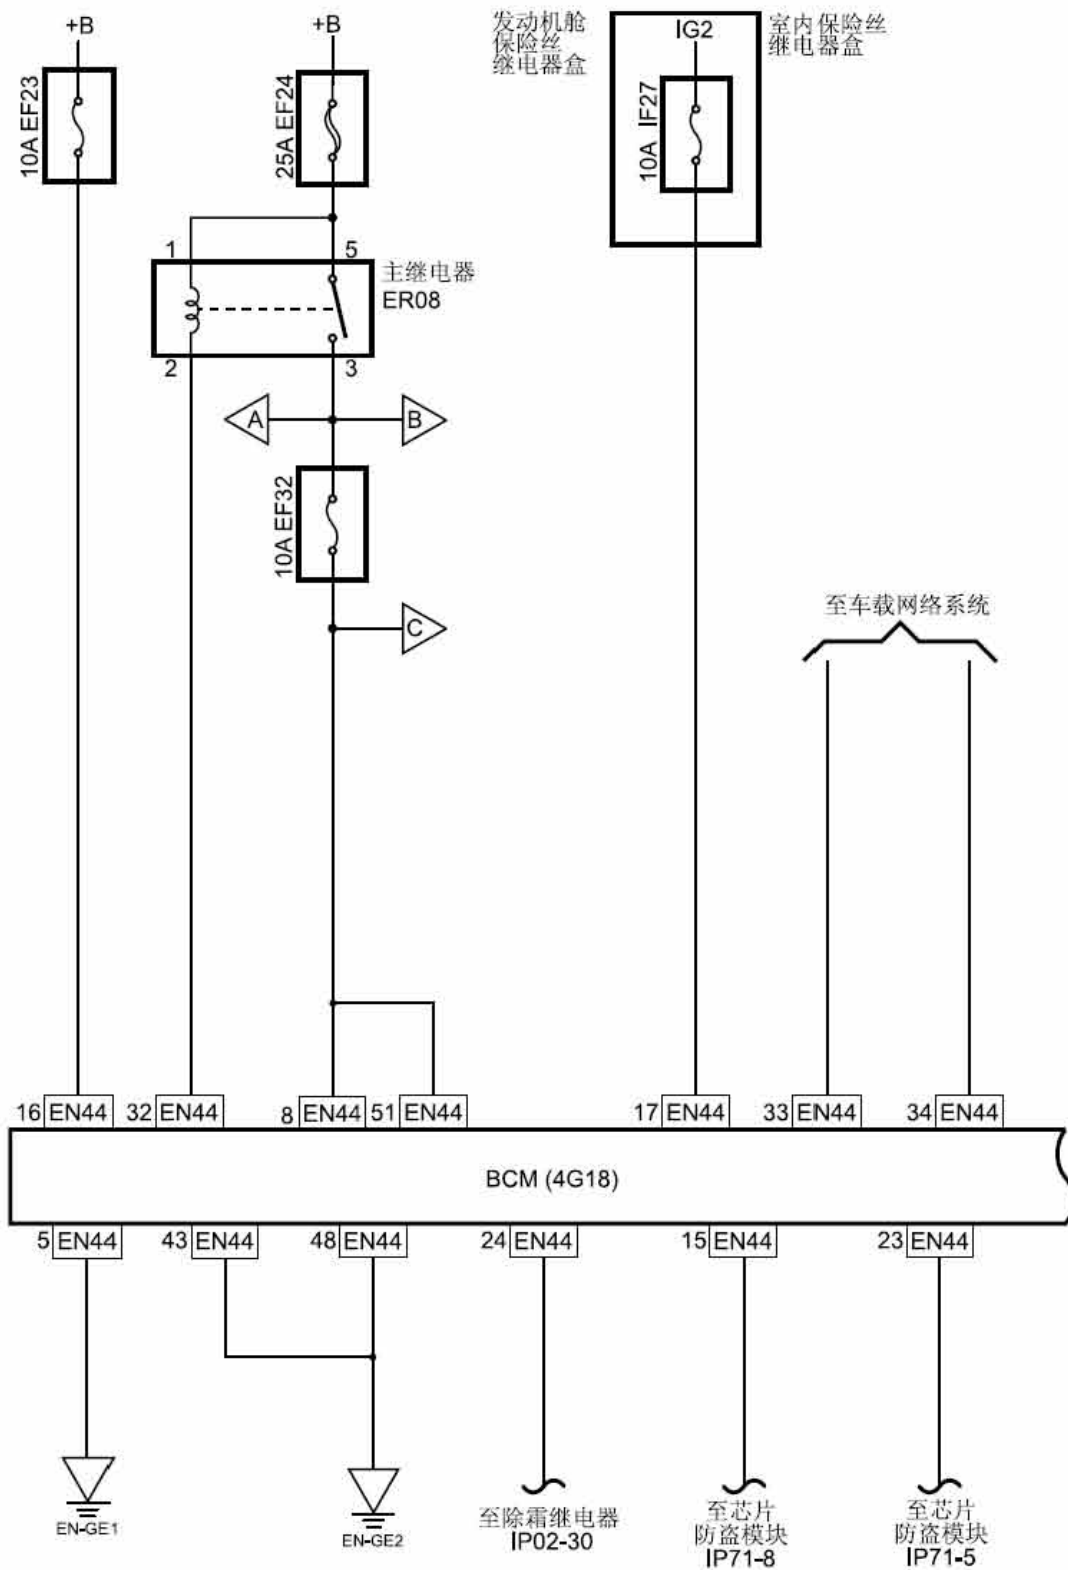 +B
+B
发动机舱
保险丝
继电器盒
IG2
室内保险丝
继电器盒
10A EF23
25A EF24
10A IF27
1
5
主继电器
ER08
2
3
A
B
10A EF32
C
至车载网络系统
16 EN44
32 EN44
8 EN44
51 EN44
17 EN44
33 EN44
34 EN44
BCM (4G18)
5 EN44
43 EN44
48 EN44
24 EN44
15 EN44
23 EN44
EN-GE1
EN-GE2
至除霜继电器
IP02-30
至芯片
防盗模块
IP71-8
至芯片
防盗模块
IP71-5